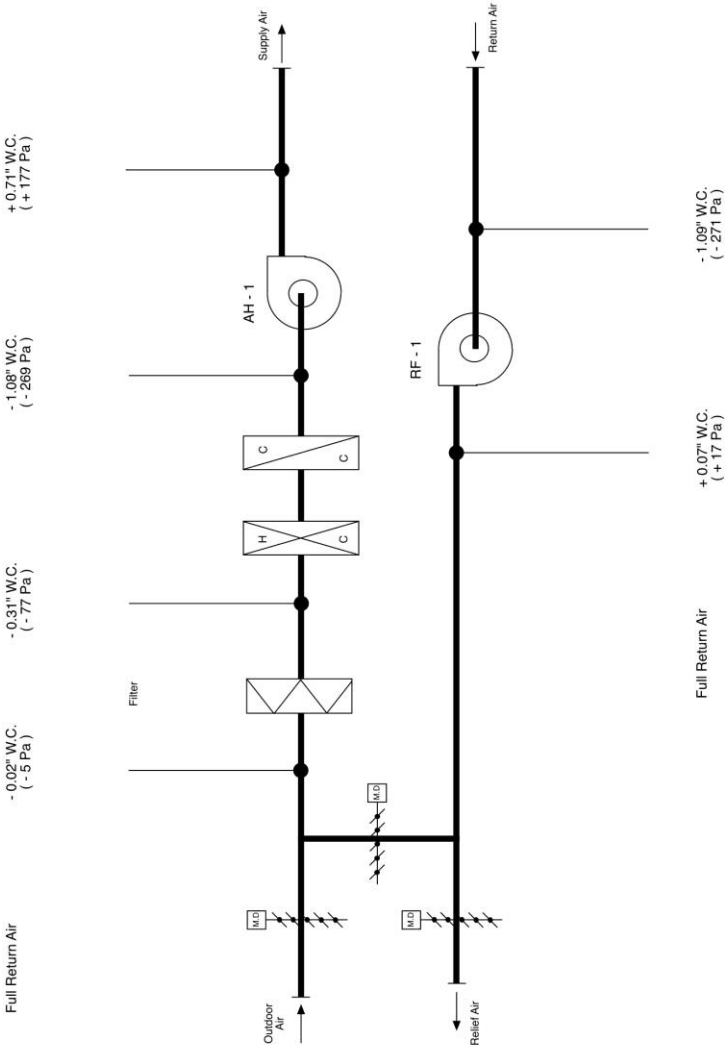 Full Return Air
- 0.02" W.C.
( - 5 Pa )
- 0.31" W.C.
( - 77 Pa )
- 1.08" W.C.
( - 269 Pa )
+ 0.71" W.C.
( + 177 Pa )
Filter
Outdoor
Air
M.D
H
C
C
C
AH - 1
Supply Air
M.D
Relief Air
M.D
RF - 1
Return Air
Full Return Air
+ 0.07" W.C.
( + 17 Pa )
- 1.09" W.C.
( - 271 Pa )